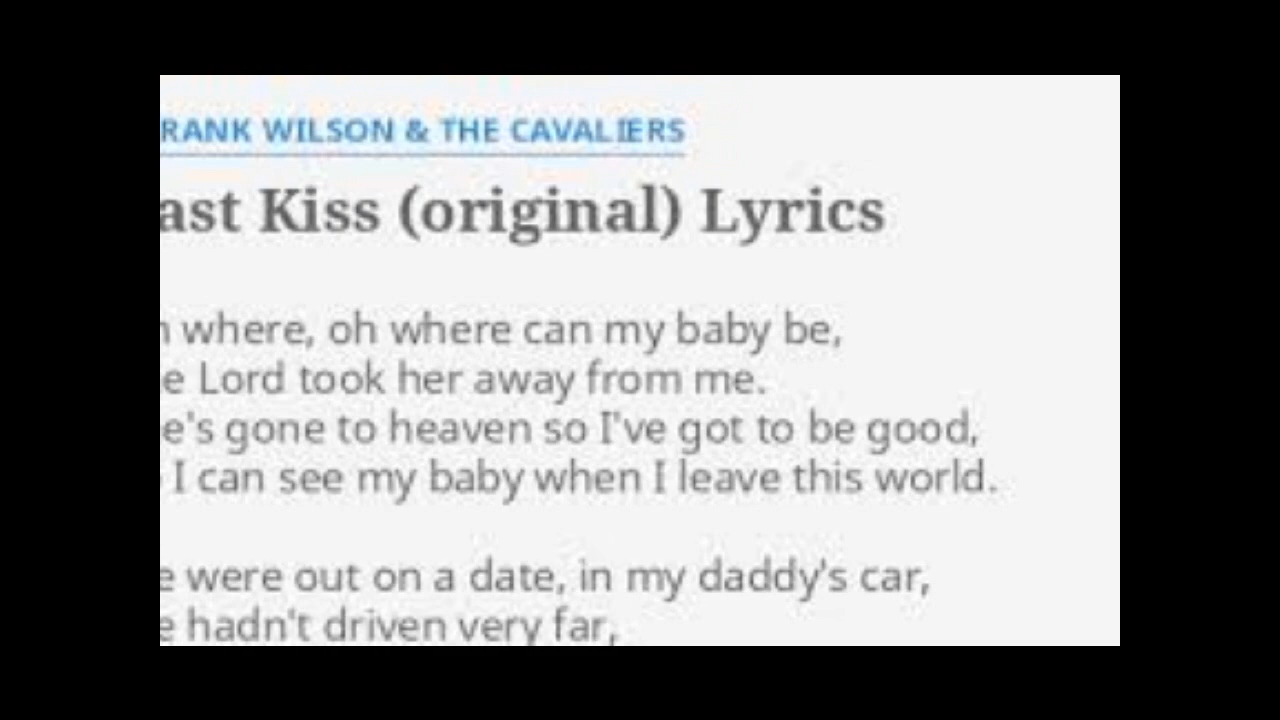 RANK WILSON & THE CAVALIERS
ast Kiss (original) Lyrics
where, oh where can my baby be,
e Lord took her away from me.
e's gone to heaven so I've got to be good,
I can see my baby when I leave this world.
e were out on a date, in my daddy's car,
e hadn't driven very far,